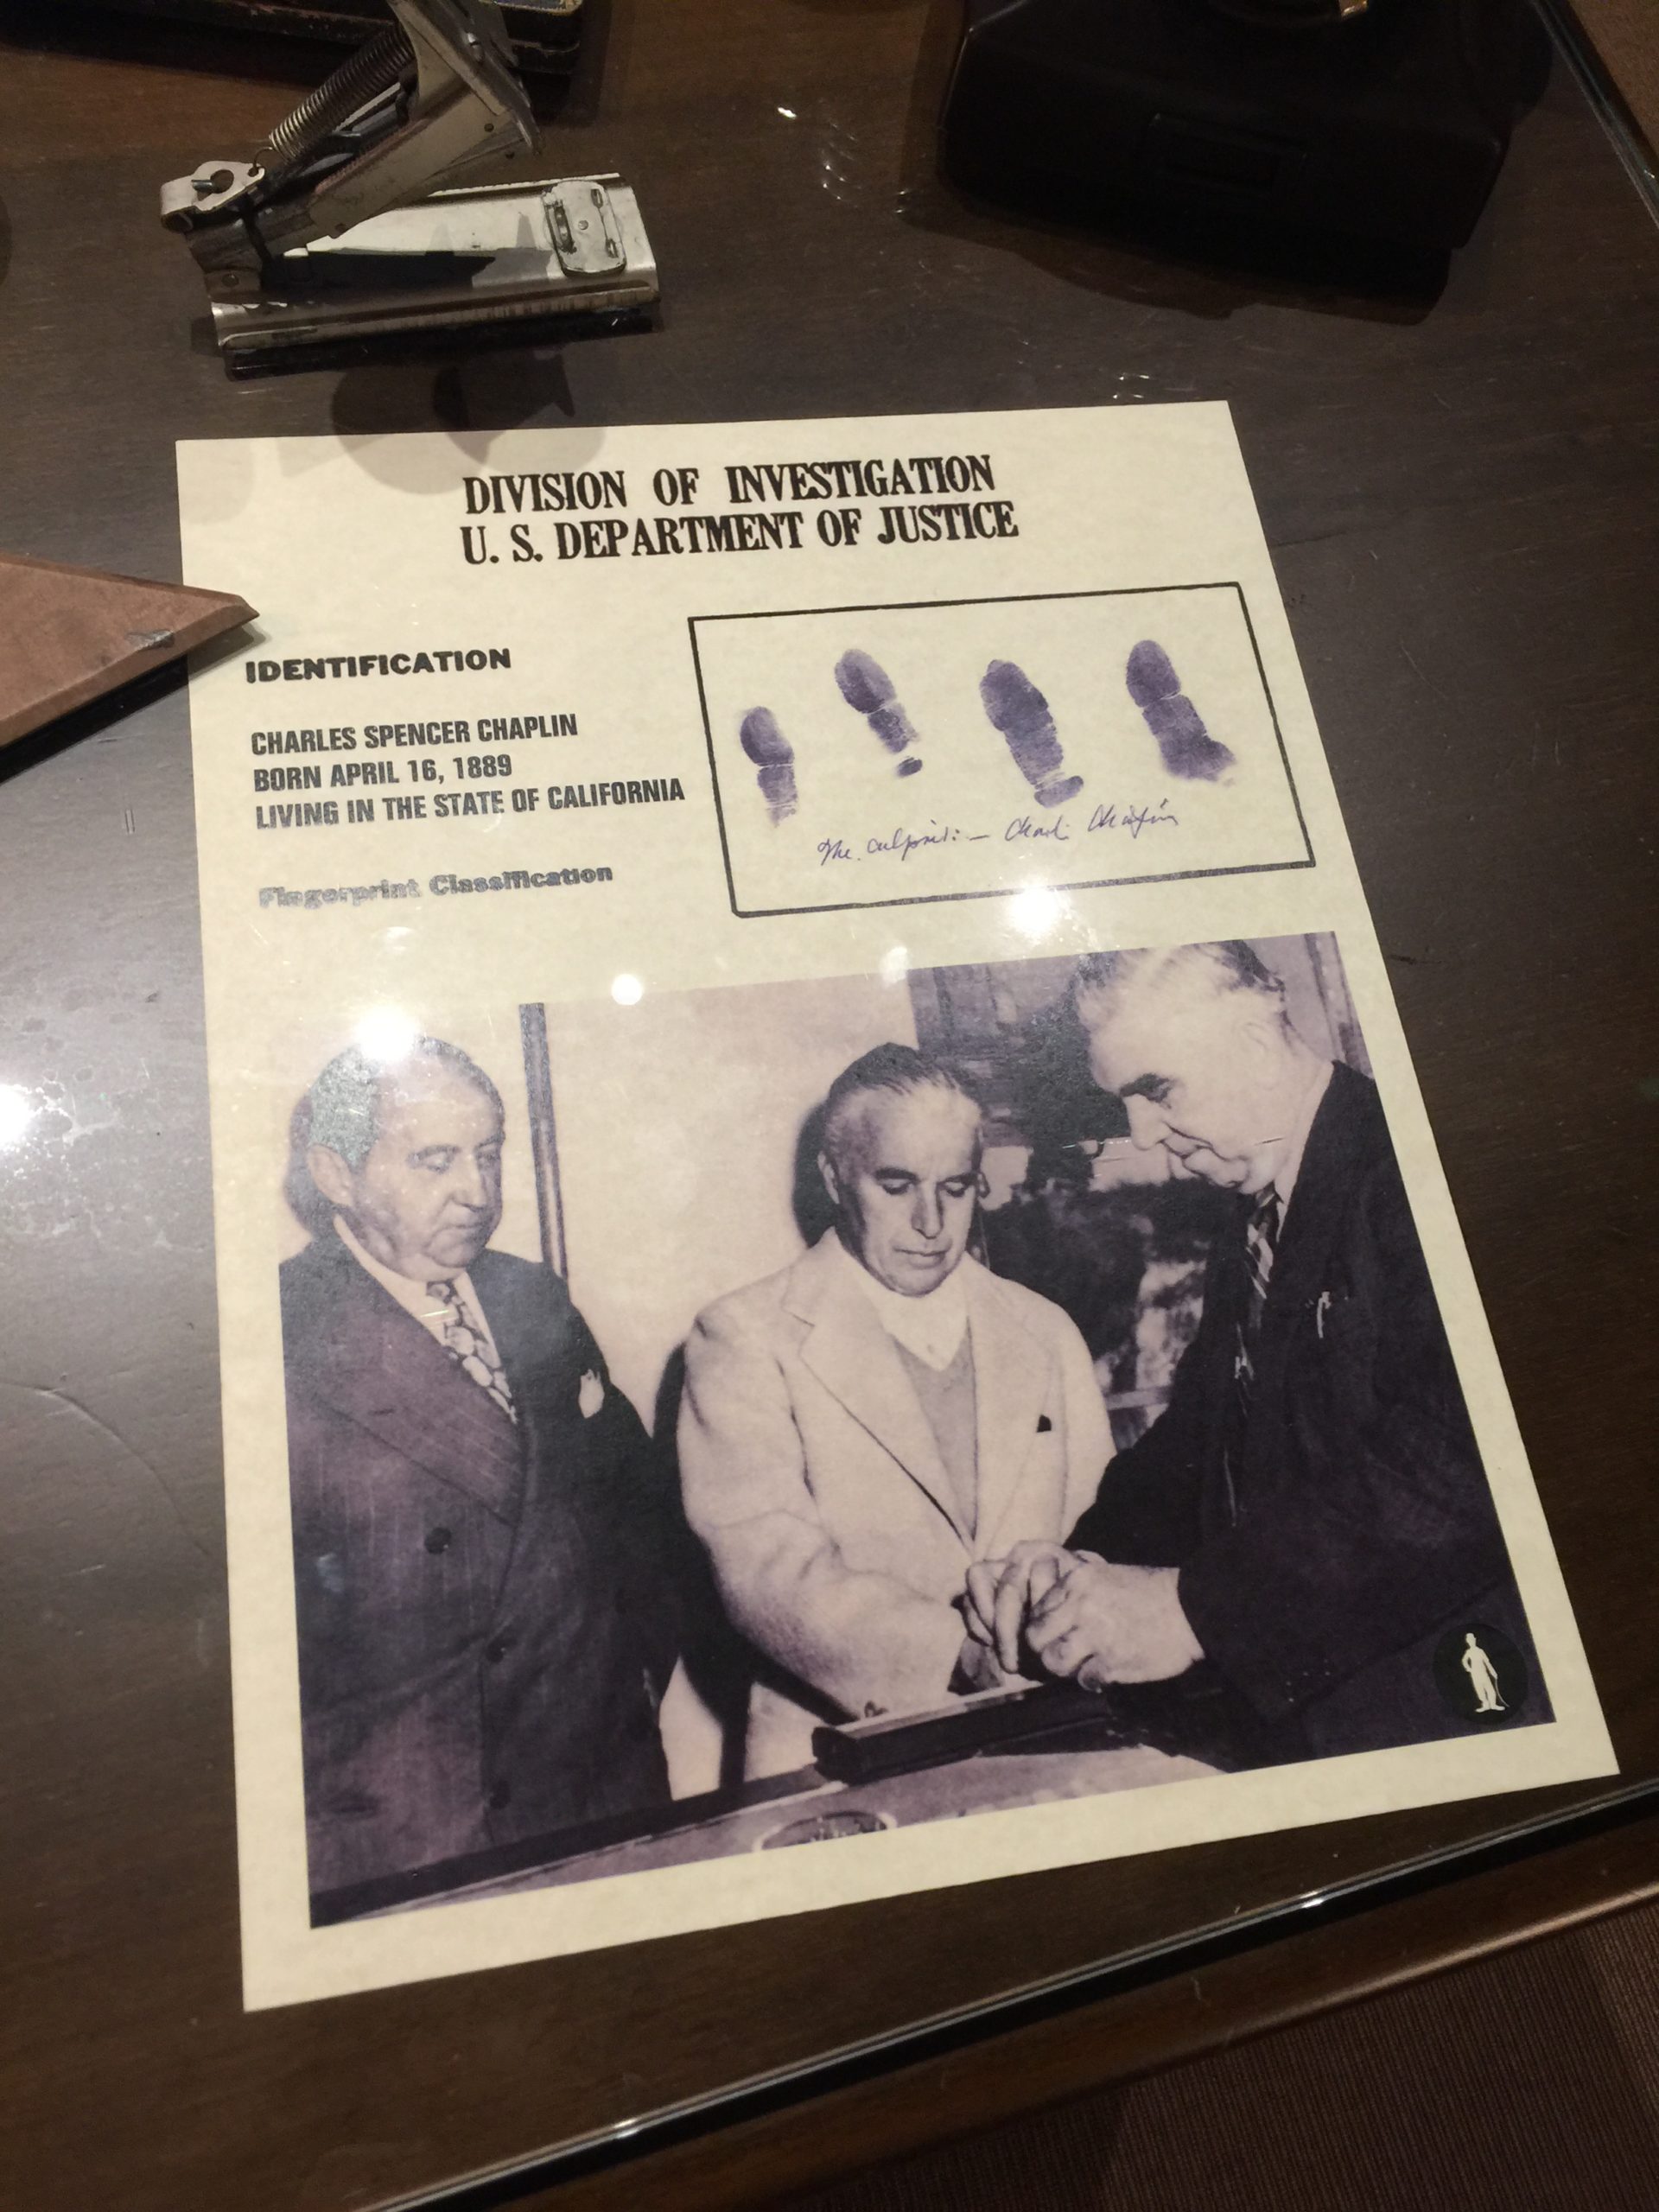 DIVISION OF INVESTIGATION
U. S. DEPARTMENT OF JUSTICE
IDENTIFICATION
CHARLES SPENCER CHAPLIN
BORN APRIL 16, 1889
LIVING IN THE STATE OF CALIFORNIA
Fingerprint Classification
The culprit: — Charlie Chaplin